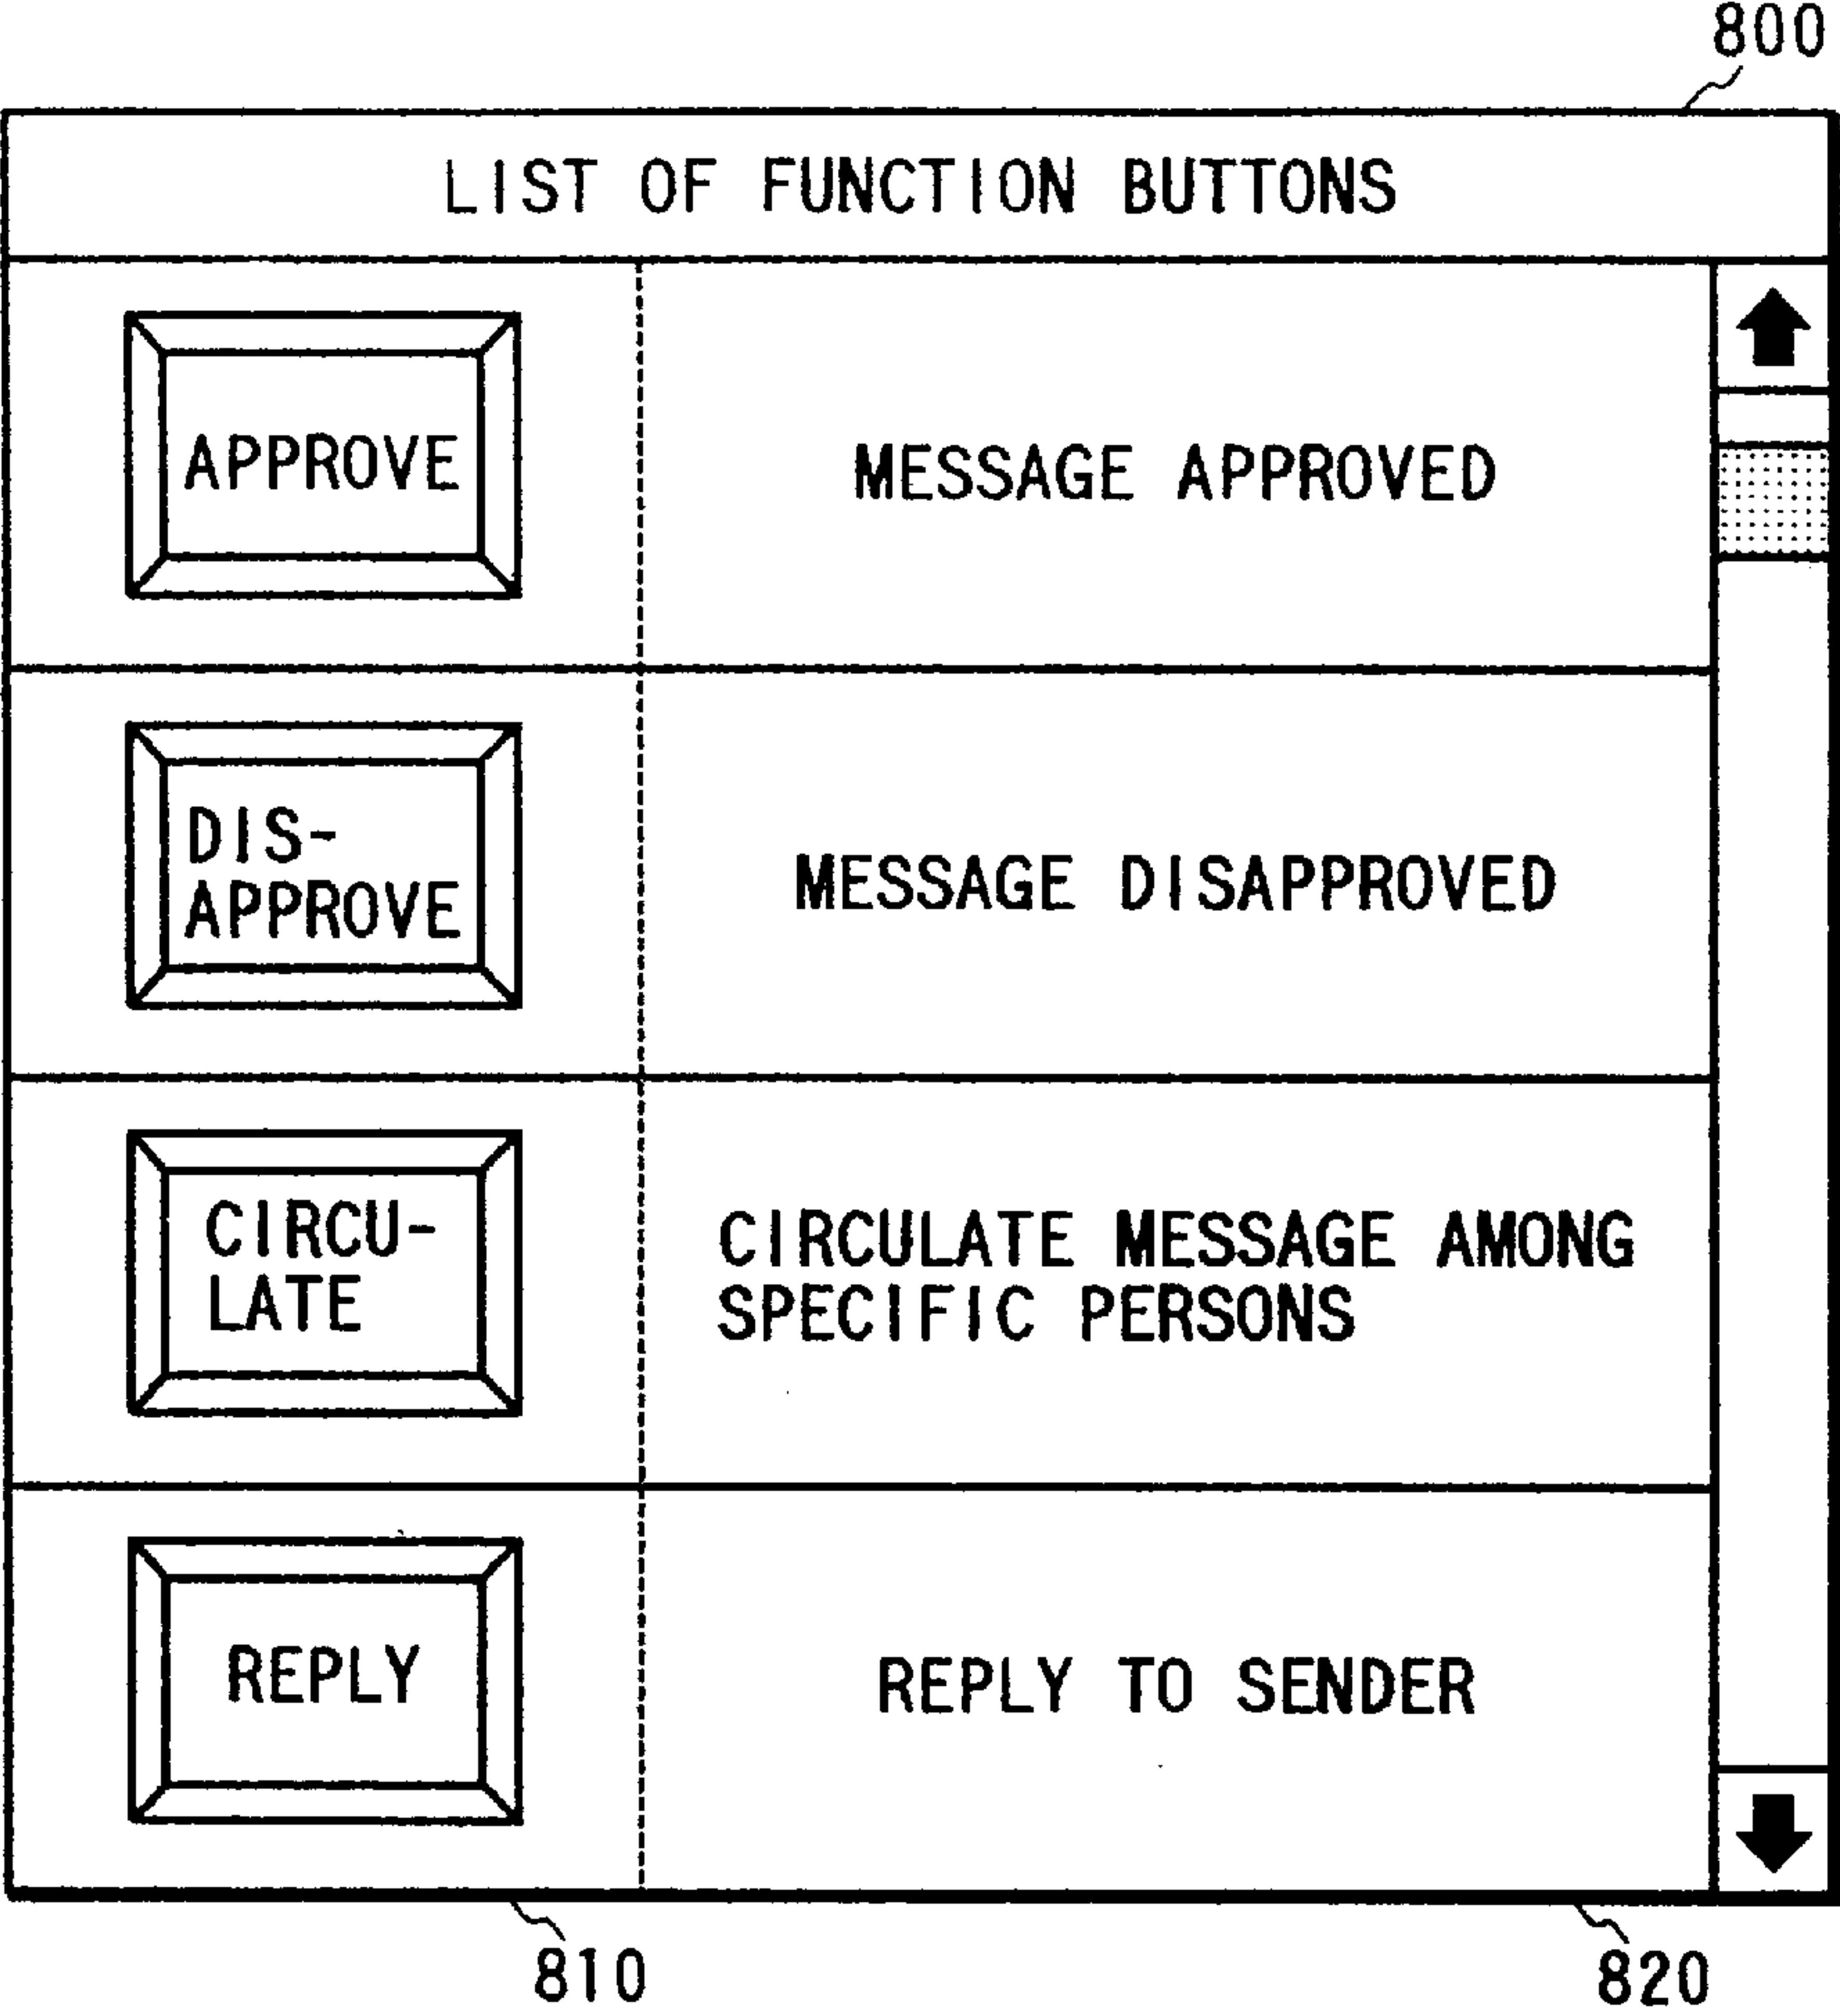 800
LIST OF FUNCTION BUTTONS
APPROVE
MESSAGE APPROVED
DIS-
APPROVE
MESSAGE DISAPPROVED
CIRCU-
LATE
CIRCULATE MESSAGE AMONG
SPECIFIC PERSONS
REPLY
REPLY TO SENDER
810
820